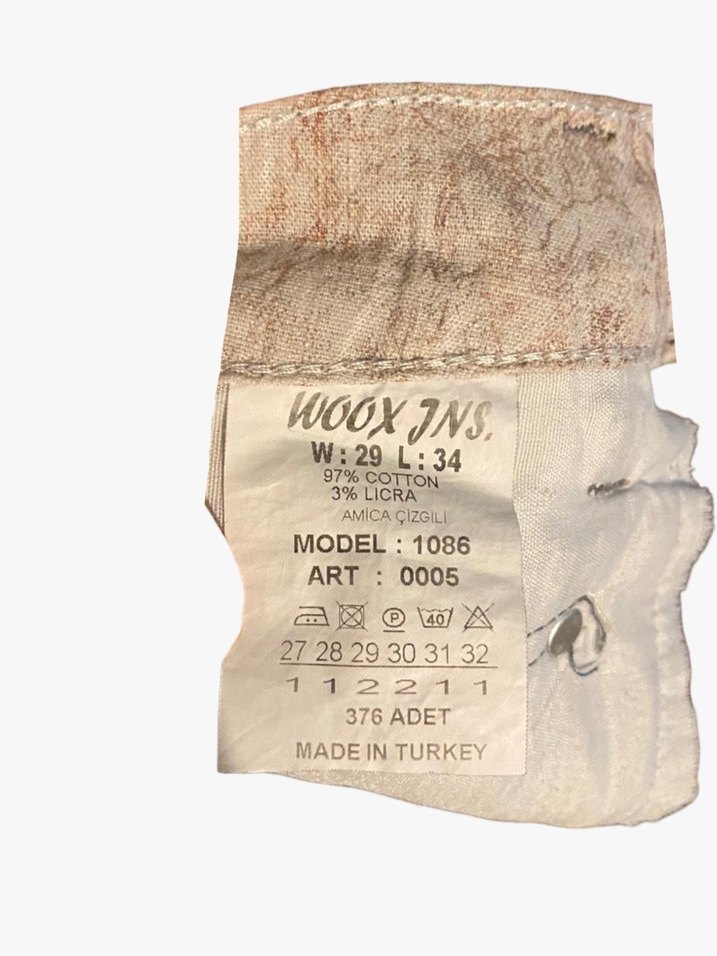 WOOX JNS.
W : 29 L : 34
97% COTTON
3% LICRA
AMİCA ÇİZGİLİ
MODEL : 1086
ART : 0005
P 40
27 28 29 30 31 32
1 1 2 2 1 1
376 ADET
MADE IN TURKEY